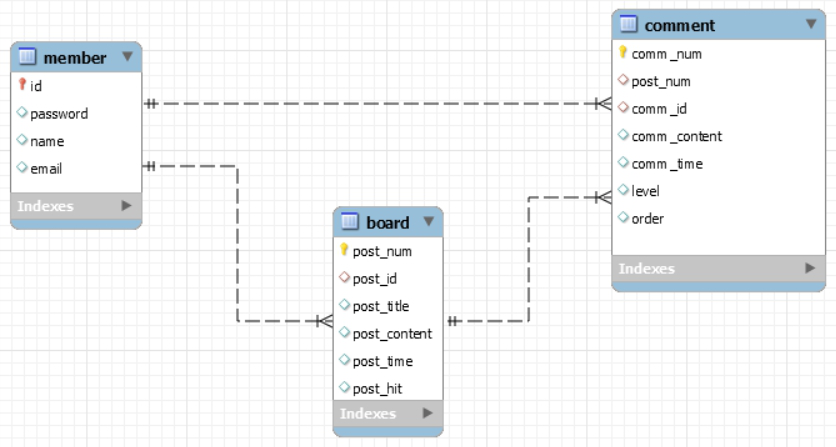 member
id
password
name
email
Indexes
board
post_num
post_id
post_title
post_content
post_time
post_hit
Indexes
comment
comm_num
post_num
comm_id
comm_content
comm_time
level
order
Indexes